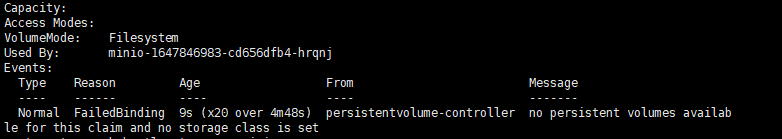 Capacity:
Access Modes:
VolumeMode:    Filesystem
Used By:       minio-1647846983-cd656dfb4-hrqnj
Events:
  Type    Reason         Age                    From                         Message
  ----    ------         ----                   ----                         -------
  Normal  FailedBinding  9s (x20 over 4m48s)  persistentvolume-controller  no persistent volumes availab
le for this claim and no storage class is set